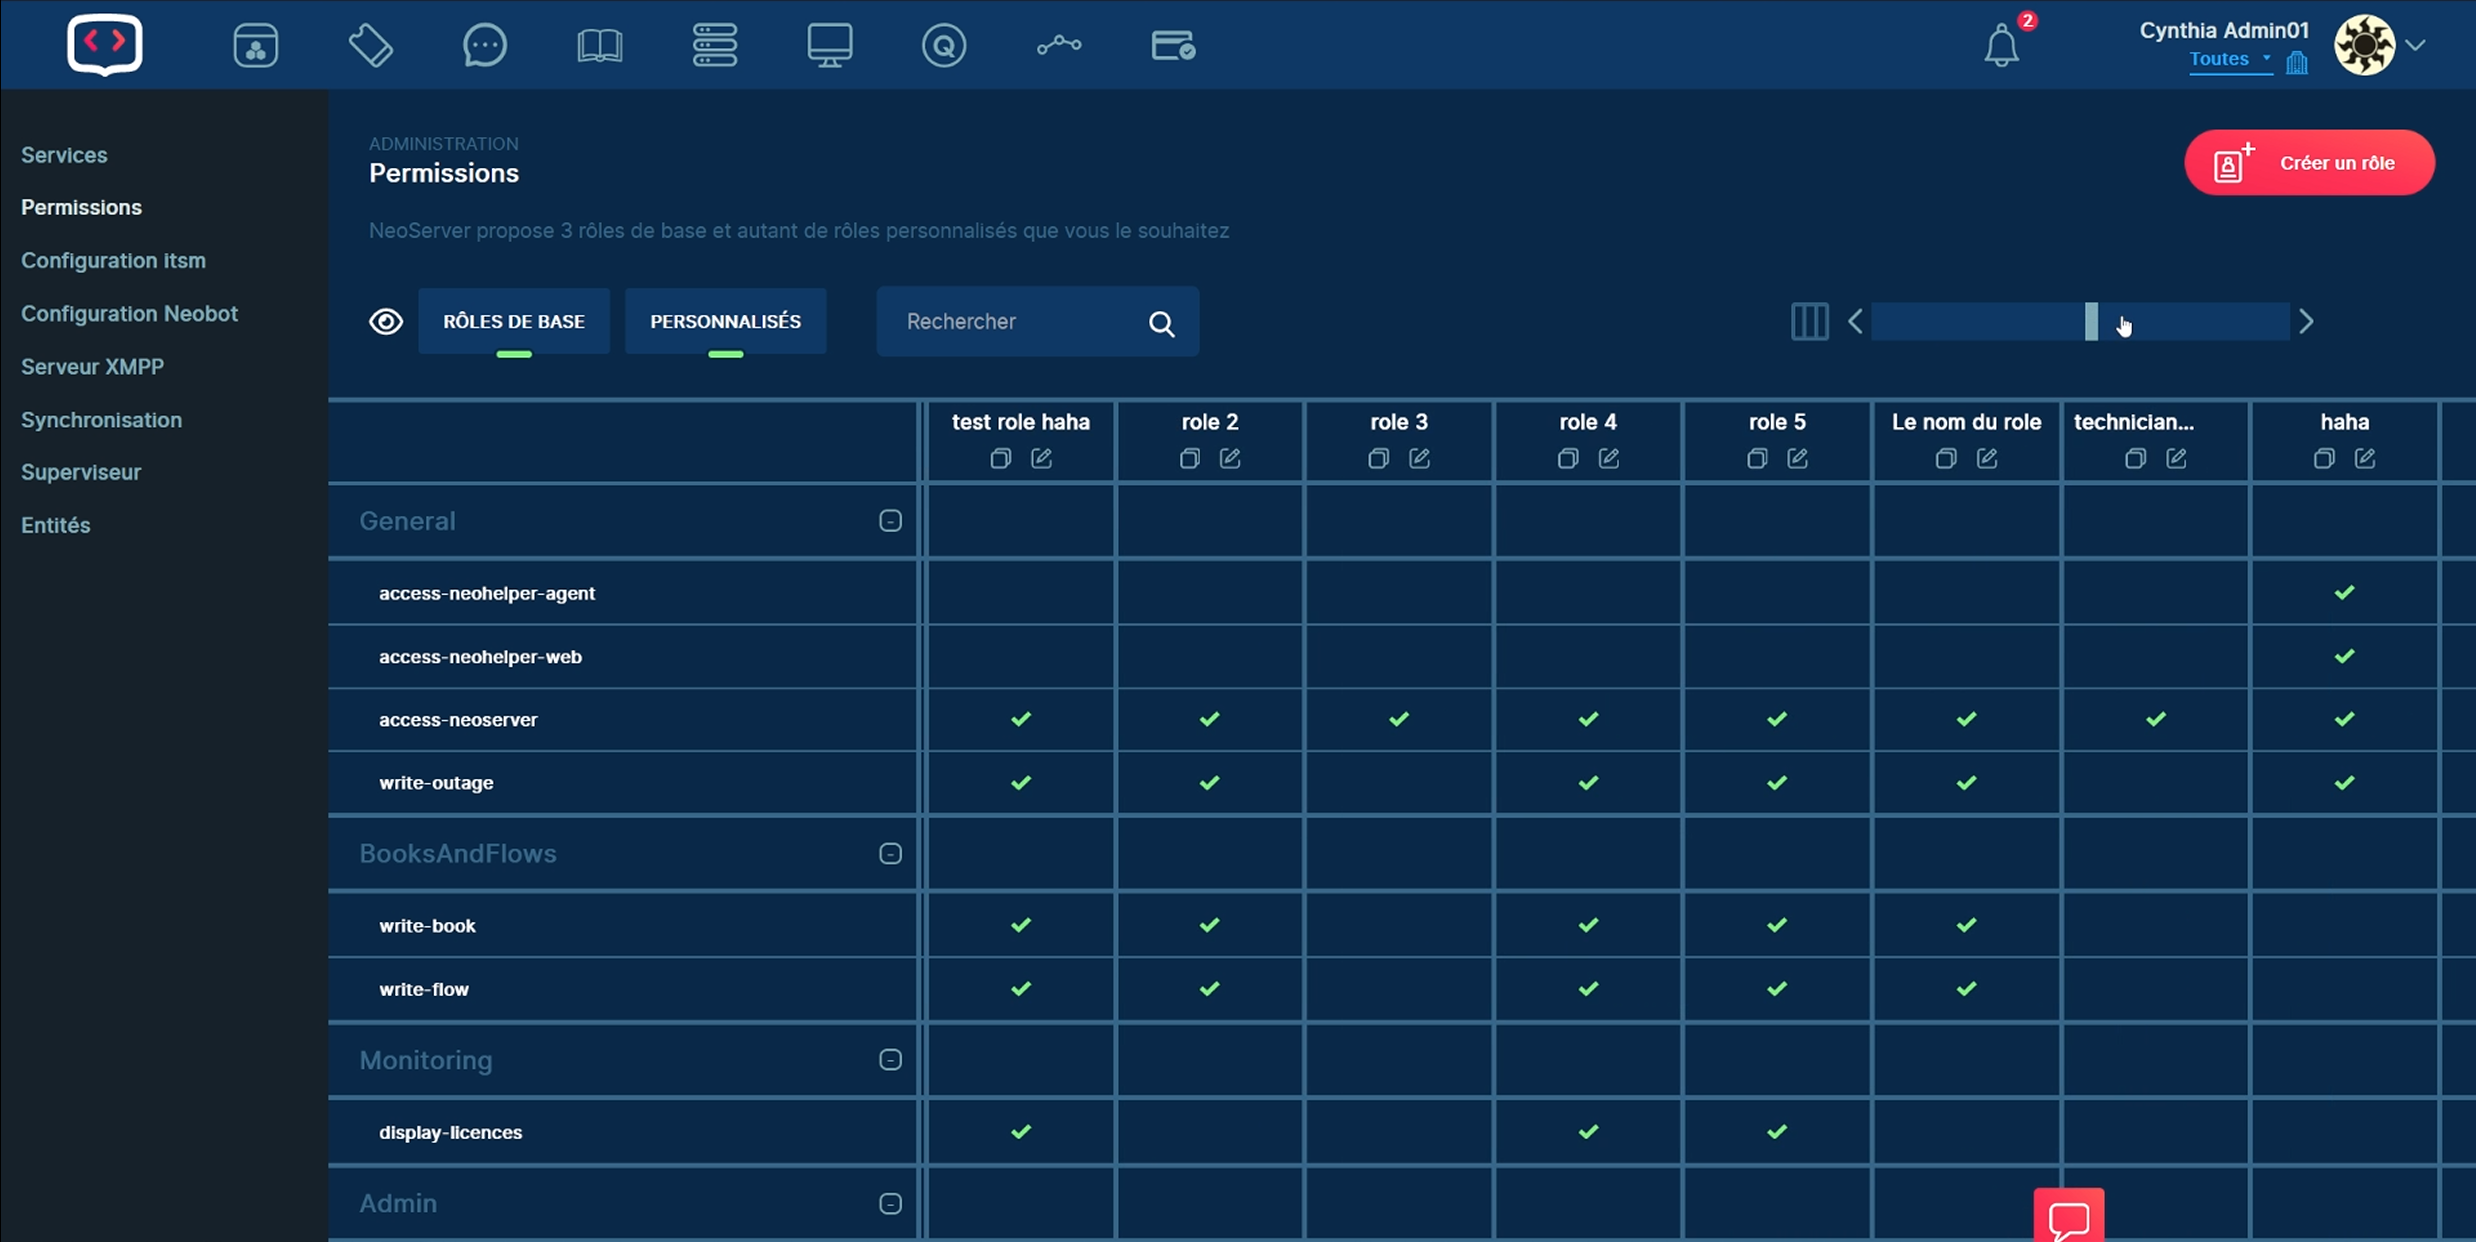 2
Cynthia Admin01
Toutes
Services
Permissions
Configuration itsm
Configuration Neobot
Serveur XMPP
Synchronisation
Superviseur
Entités
ADMINISTRATION
Permissions
Créer un rôle
NeoServer propose 3 rôles de base et autant de rôles personnalisés que vous le souhaitez
RÔLES DE BASE PERSONNALISÉS Rechercher
test role haha role 2 role 3 role 4 role 5 Le nom du role technician... haha
General
access-neohelper-agent
access-neohelper-web
access-neoserver
write-outage
BooksAndFlows
write-book
write-flow
Monitoring
display-licences
Admin